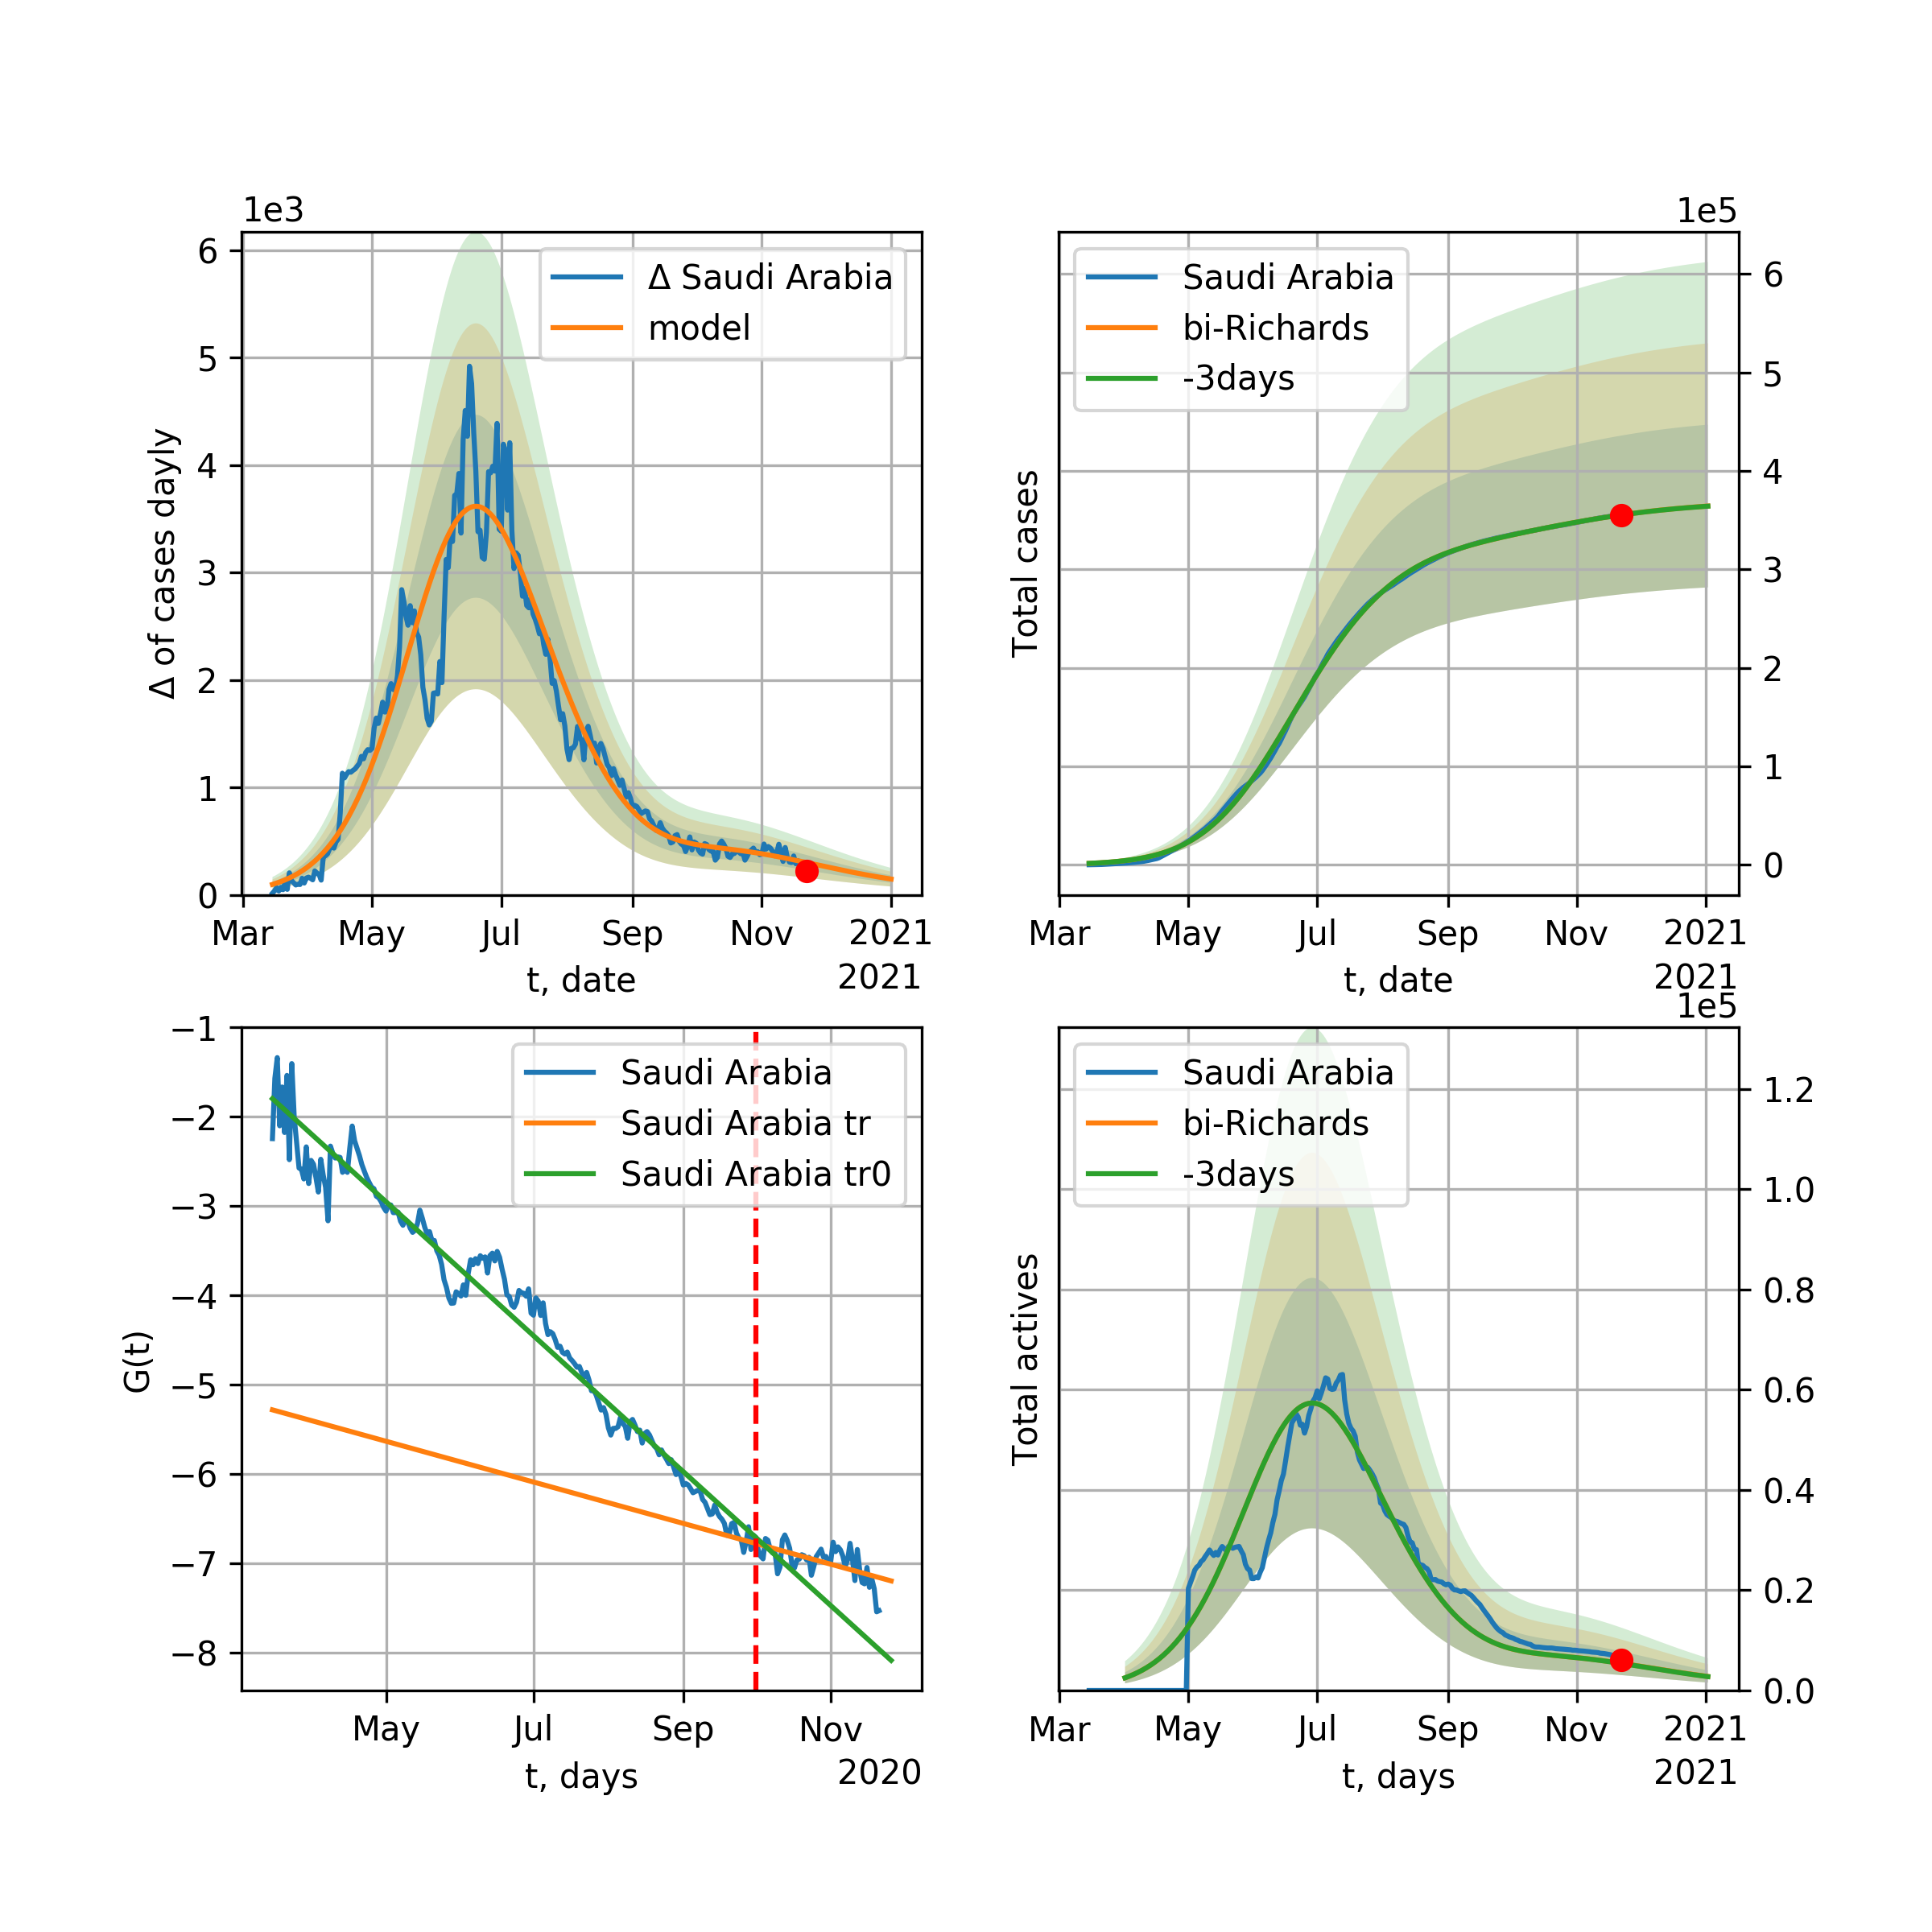 1e3
6
5
4
3
2
1
0
Δ of cases dayly
Δ Saudi Arabia
model
Mar May Jul Sep Nov 2021
t, date 2021
1e5
Saudi Arabia
bi-Richards
-3days
Total cases
6
5
4
3
2
1
0
Mar May Jul Sep Nov 2021
t, date 2021
−1
−2
−3
−4
−5
−6
−7
−8
G(t)
Saudi Arabia
Saudi Arabia tr
Saudi Arabia tr0
May Jul Sep Nov
t, days 2020
1e5
Saudi Arabia
bi-Richards
-3days
Total actives
1.2
1.0
0.8
0.6
0.4
0.2
0.0
Mar May Jul Sep Nov 2021
t, days 2021